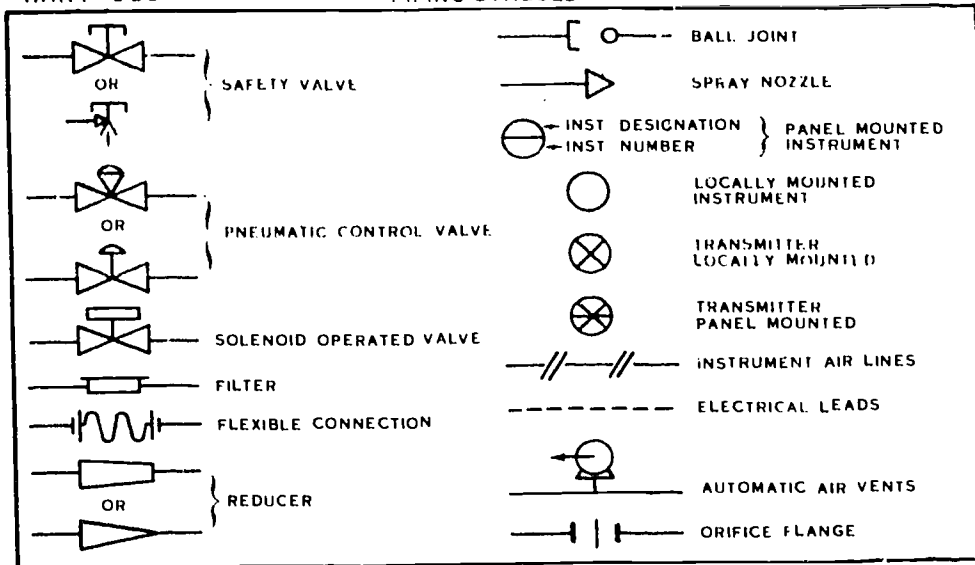 OR
SAFETY VALVE
OR
PNEUMATIC CONTROL VALVE
SOLENOID OPERATED VALVE
FILTER
FLEXIBLE CONNECTION
OR
REDUCER
BALL JOINT
SPRAY NOZZLE
INST DESIGNATION
INST NUMBER
PANEL MOUNTED
INSTRUMENT
LOCALLY MOUNTED
INSTRUMENT
TRANSMITTER
LOCALLY MOUNTED
TRANSMITTER
PANEL MOUNTED
INSTRUMENT AIR LINES
ELECTRICAL LEADS
AUTOMATIC AIR VENTS
ORIFICE FLANGE